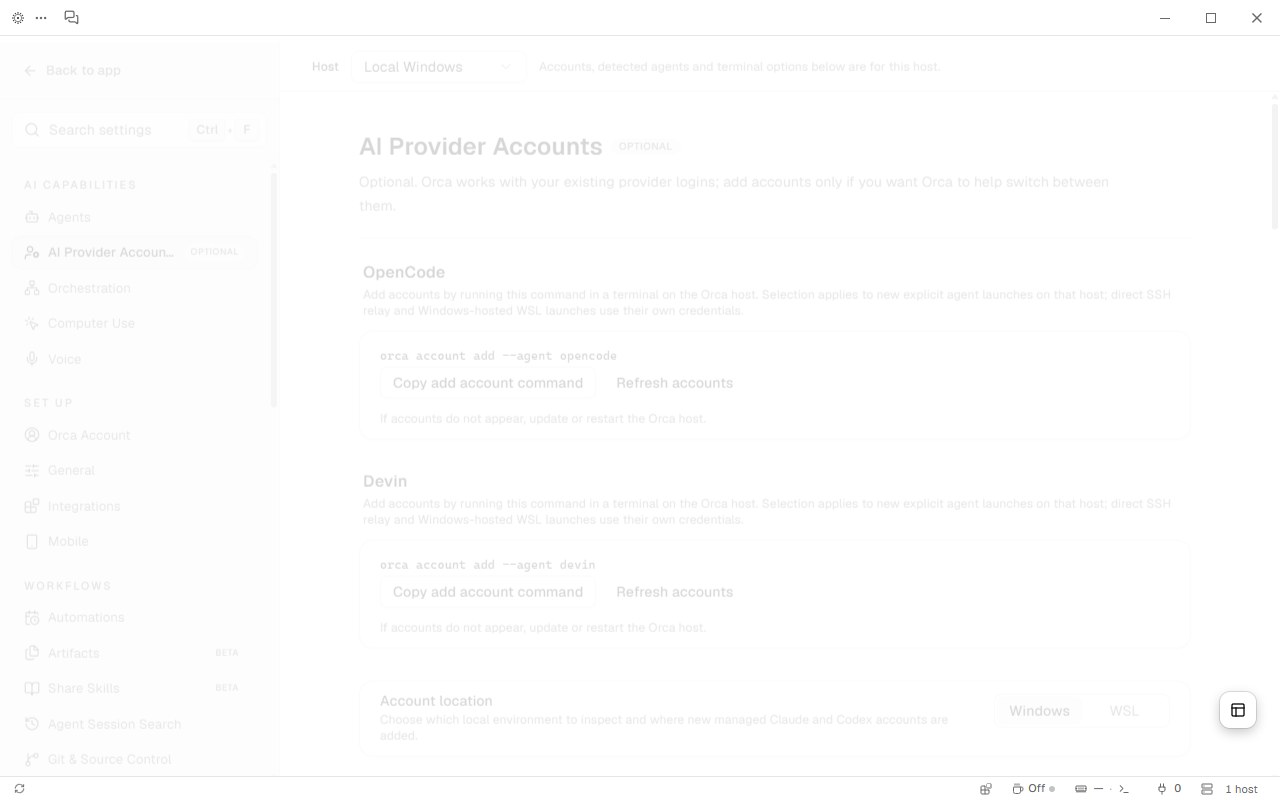 Back to app
Host
Local Windows
Accounts, detected agents and terminal options below are for this host.
Search settings
Ctrl + F
AI CAPABILITIES
Agents
AI Provider Accoun... OPTIONAL
Orchestration
Computer Use
Voice
SET UP
Orca Account
General
Integrations
Mobile
WORKFLOWS
Automations
Artifacts BETA
Share Skills BETA
Agent Session Search
Git & Source Control
AI Provider Accounts OPTIONAL
Optional. Orca works with your existing provider logins; add accounts only if you want Orca to help switch between
them.
OpenCode
Add accounts by running this command in a terminal on the Orca host. Selection applies to new explicit agent launches on that host; direct SSH
relay and Windows-hosted WSL launches use their own credentials.
orca account add --agent opencode
Copy add account command Refresh accounts
If accounts do not appear, update or restart the Orca host.
Devin
Add accounts by running this command in a terminal on the Orca host. Selection applies to new explicit agent launches on that host; direct SSH
relay and Windows-hosted WSL launches use their own credentials.
orca account add --agent devin
Copy add account command Refresh accounts
If accounts do not appear, update or restart the Orca host.
Account location
Choose which local environment to inspect and where new managed Claude and Codex accounts are
added.
Windows WSL
Off — · 0 1 host